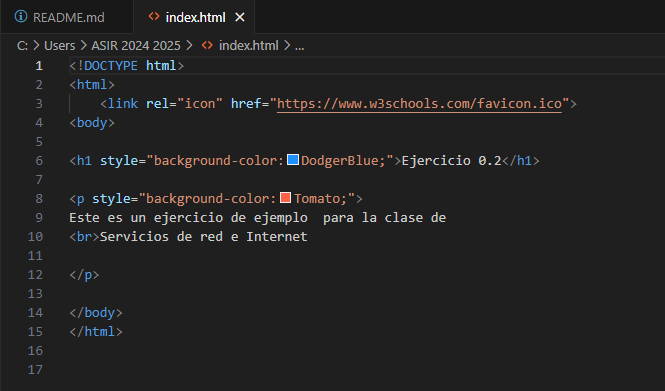 README.md index.html ×
C: > Users > ASIR 2024 2025 > <> index.html > ...
1 <!DOCTYPE html>
2 <html>
3     <link rel="icon" href="https://www.w3schools.com/favicon.ico">
4 <body>
5
6 <h1 style="background-color:DodgerBlue;">Ejercicio 0.2</h1>
7
8 <p style="background-color:Tomato;">
9 Este es un ejercicio de ejemplo  para la clase de
10 <br>Servicios de red e Internet
11
12 </p>
13
14 </body>
15 </html>
16
17